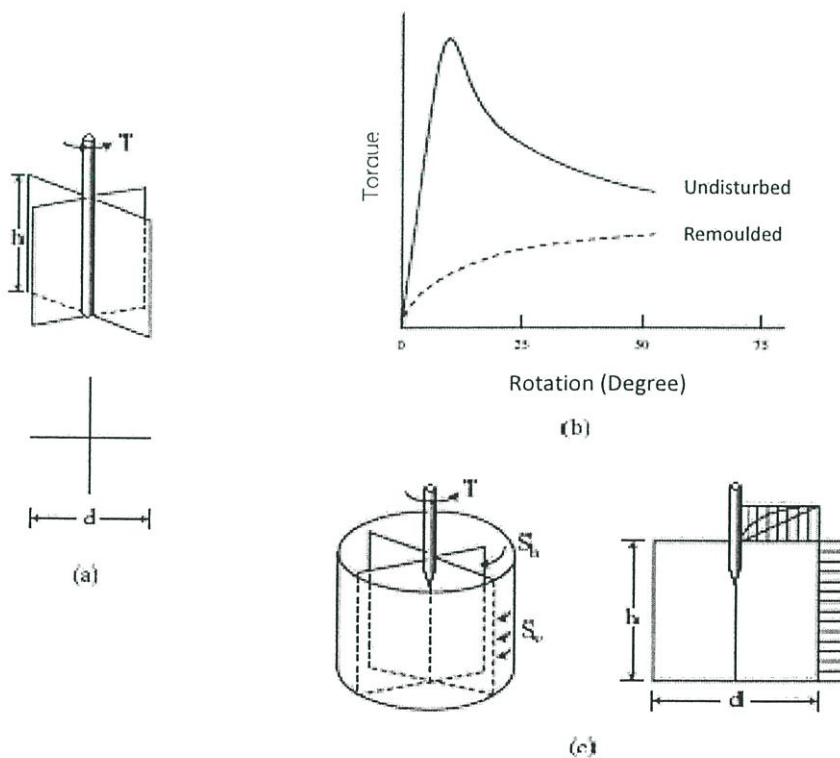 T
h
d
(a)
Torque
Undisturbed
Remoulded
0 25 50 75
Rotation (Degree)
(b)
T
Sh
Sv
h
d
(c)